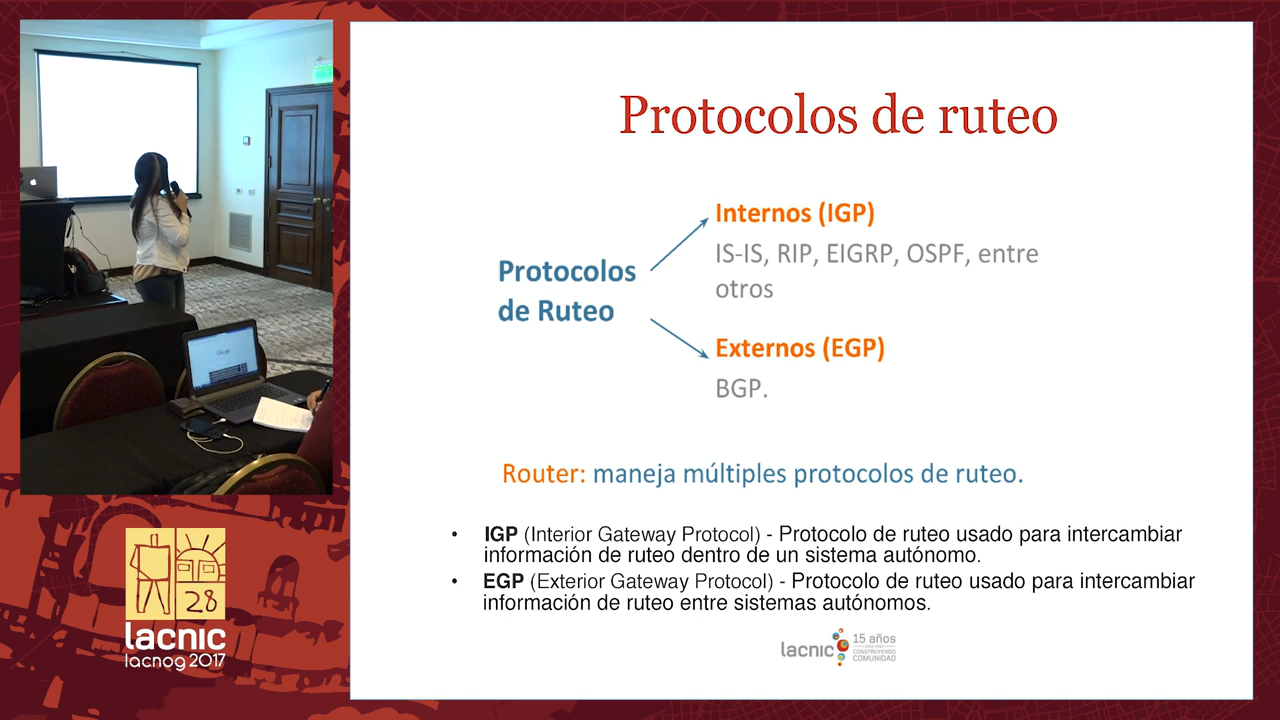 Protocolos de ruteo
Internos (IGP)
IS-IS, RIP, EIGRP, OSPF, entre
otros
Protocolos
de Ruteo
Externos (EGP)
BGP.
Router: maneja múltiples protocolos de ruteo.
• IGP (Interior Gateway Protocol) - Protocolo de ruteo usado para intercambiar
información de ruteo dentro de un sistema autónomo.
• EGP (Exterior Gateway Protocol) - Protocolo de ruteo usado para intercambiar
información de ruteo entre sistemas autónomos.
lacnic
15 años
CONSTRUYENDO
COMUNIDAD
28
lacnic
lacnog 2017
Google